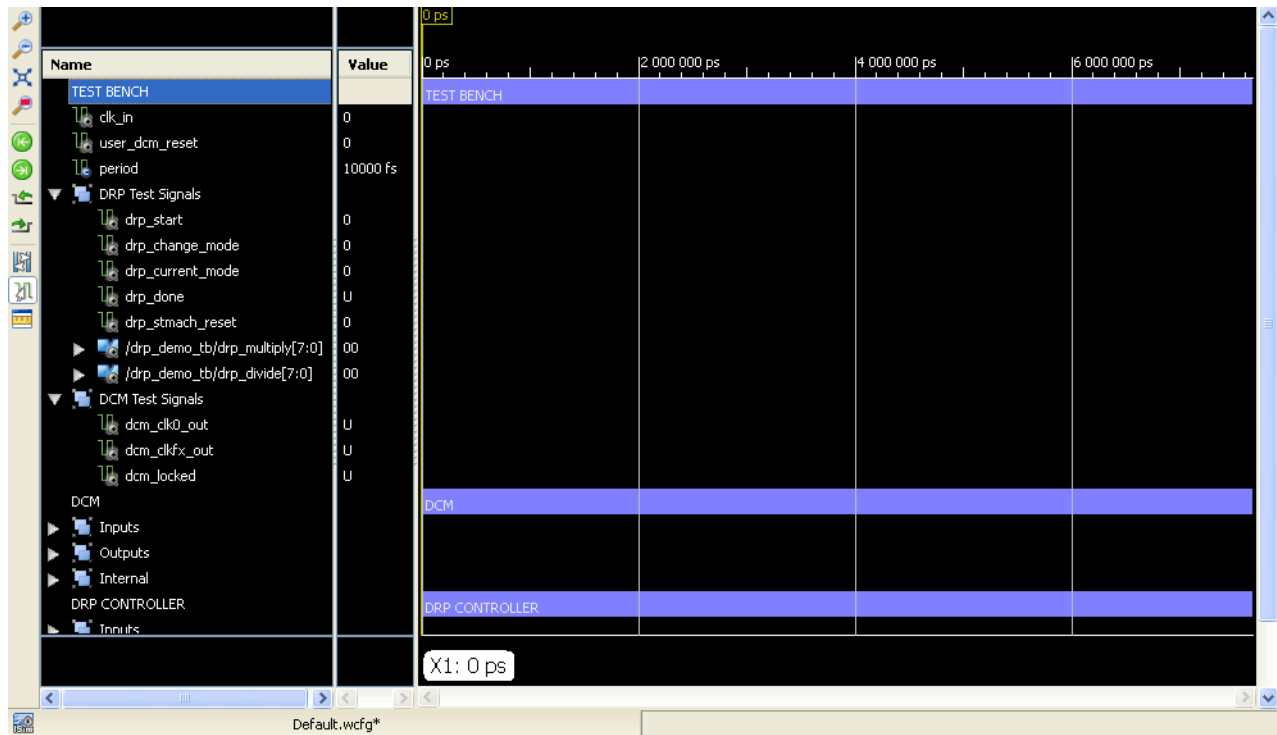 0 ps
Name Value 0 ps 2 000 000 ps 4 000 000 ps 6 000 000 ps
TEST BENCH TEST BENCH
clk_in 0
user_dcm_reset 0
period 10000 fs
DRP Test Signals
drp_start 0
drp_change_mode 0
drp_current_mode 0
drp_done U
drp_stmach_reset 0
/drp_demo_tb/drp_multiply[7:0] 00
/drp_demo_tb/drp_divide[7:0] 00
DCM Test Signals
dcm_clk0_out U
dcm_clkfx_out U
dcm_locked U
DCM DCM
Inputs
Outputs
Internal
DRP CONTROLLER DRP CONTROLLER
Inputs
X1: 0 ps
ISim Default.wcfg*